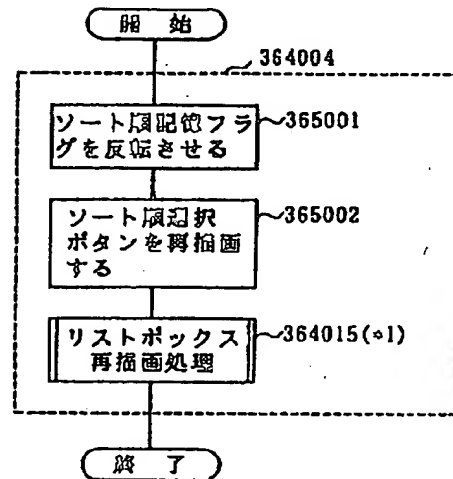 開 始
364004
ソート順記憶フラ
グを反転させる
365001
ソート順選択
ボタンを再描画
する
365002
リストボックス
再描画処理
364015(*1)
終 了